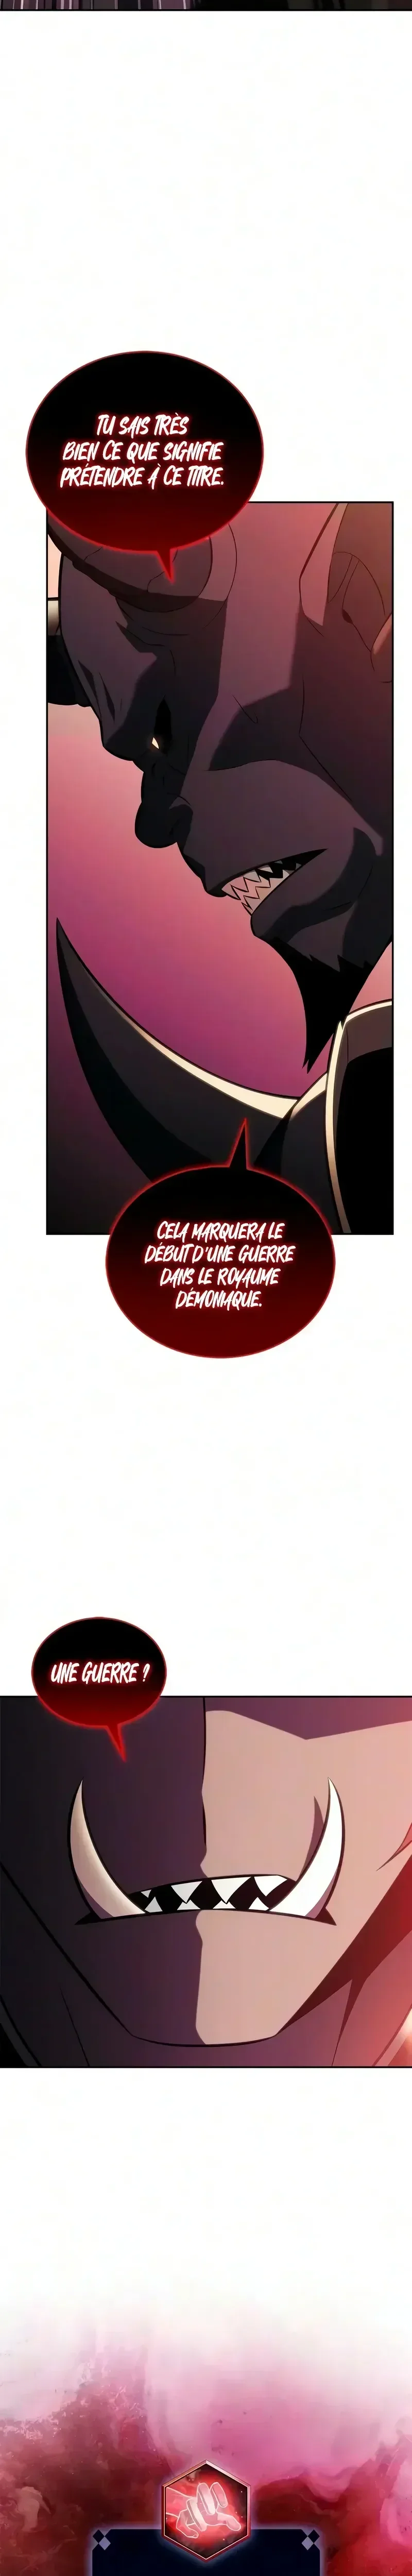 TU SAIS TRÈS
BIEN CE QUE SIGNIFIE
PRÉTENDRE À CE TITRE.
CELA MARQUERA LE
DÉBUT D'UNE GUERRE
DANS LE ROYAUME
DÉMONIAQUE.
UNE GUERRE ?